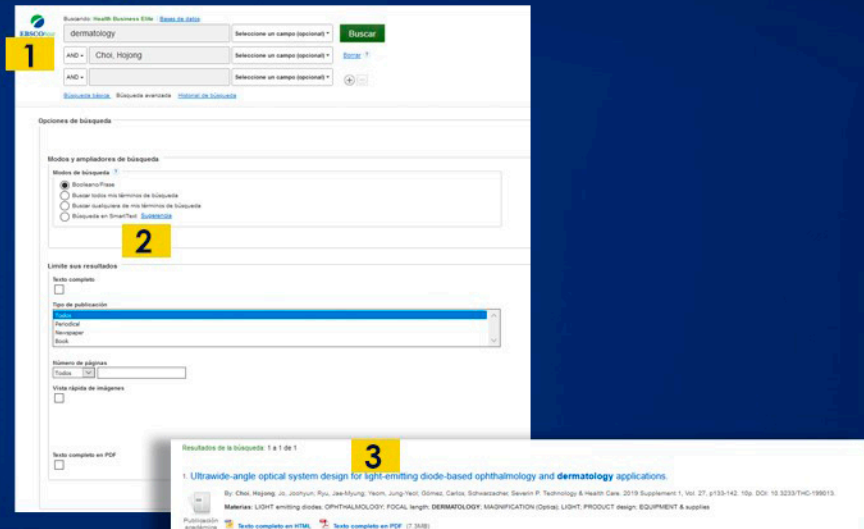 Buscando: Health Business Elite Bases de datos
EBSCOhost
dermatology Seleccione un campo (opcional) Buscar
1
AND Choi, Hojong Seleccione un campo (opcional) Borrar ?
AND Seleccione un campo (opcional) + −
Búsqueda básica Búsqueda avanzada Historial de búsqueda
Opciones de búsqueda
Modos y ampliadores de búsqueda
Modos de búsqueda ?
Booleano/Frase
Buscar todos mis términos de búsqueda
Buscar cualquiera de mis términos de búsqueda
Búsqueda en SmartText Sugerencia
2
Limite sus resultados
Texto completo
Tipo de publicación
Todos
Periodical
Newspaper
Book
Número de páginas
Todos
Vista rápida de imágenes
Texto completo en PDF
Resultados de la búsqueda: 1 a 1 de 1
3
1. Ultrawide-angle optical system design for light-emitting diode-based ophthalmology and dermatology applications.
By: Choi, Hojong; Jo, Joohyun; Ryu, Jae-Myung; Yeom, Jung-Yeol; Gómez, Carlos; Schwarzacher, Severin P. Technology & Health Care. 2019 Supplement 1, Vol. 27, p133-142. 10p. DOI: 10.3233/THC-199013.
Materias: LIGHT emitting diodes; OPHTHALMOLOGY; FOCAL length; DERMATOLOGY; MAGNIFICATION (Optics); LIGHT; PRODUCT design; EQUIPMENT & supplies
Publicación académica
Texto completo en HTML Texto completo en PDF (7.3MB)